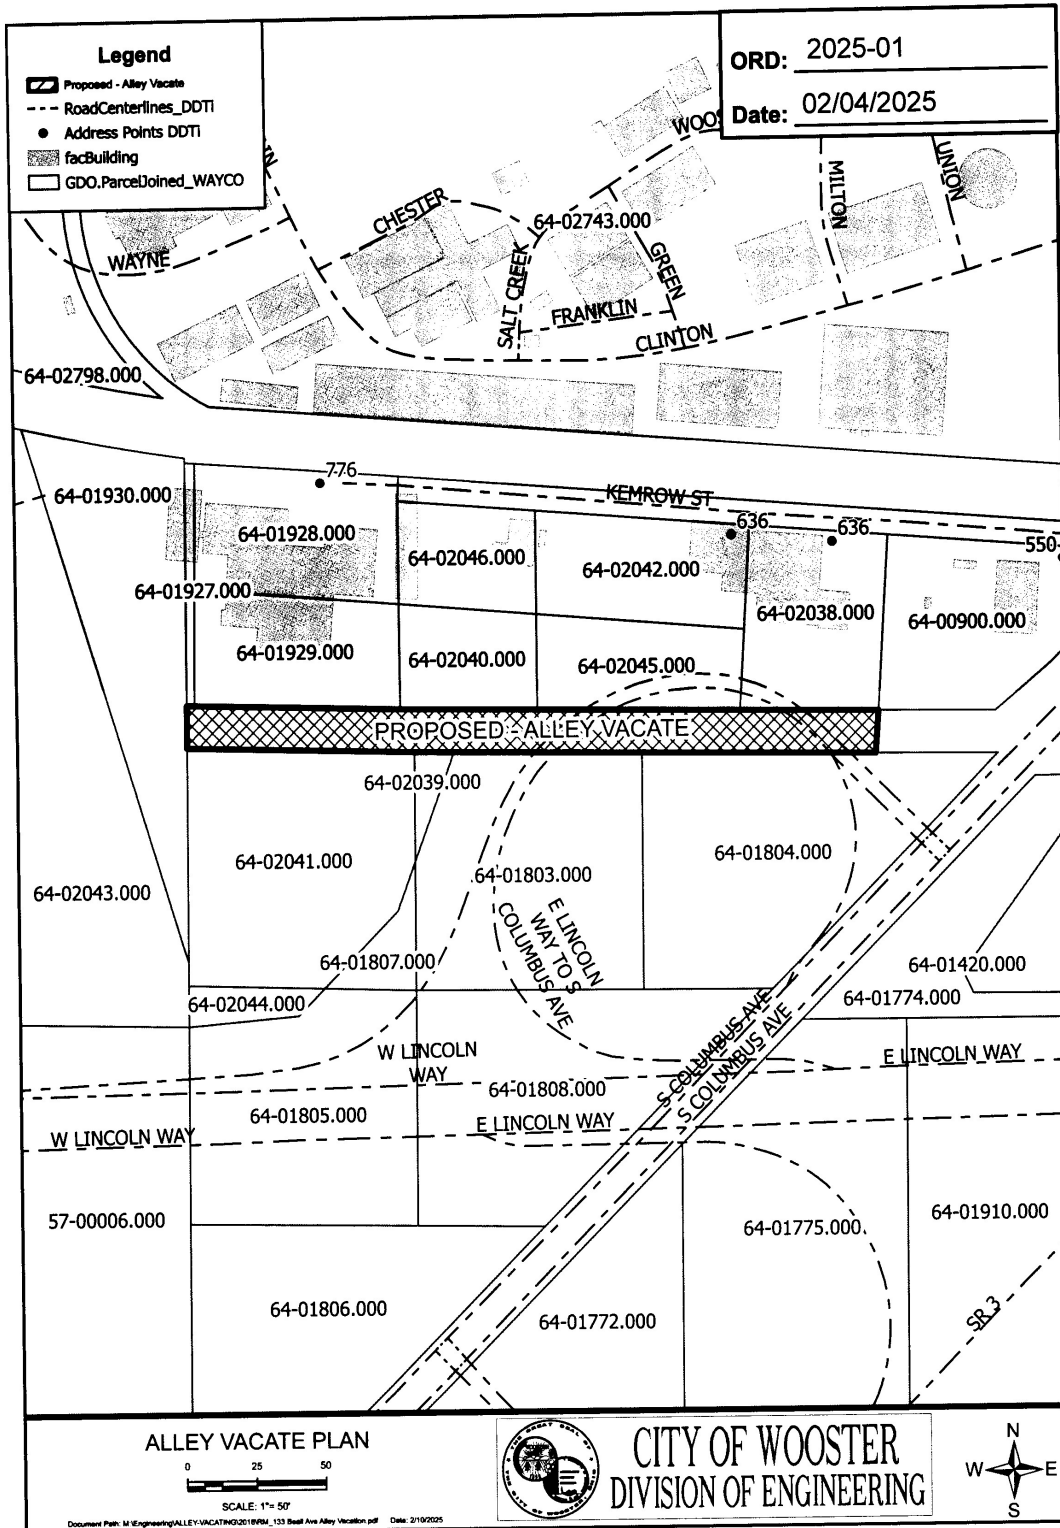 Legend
Proposed - Alley Vacate
RoadCenterlines_DDTi
Address Points DDTi
facBuilding
GDO.ParcelJoined_WAYCO
ORD: 2025-01
Date: 02/04/2025
WAYNE
CHESTER
SALT CREEK
64-02743.000
GREEN
FRANKLIN
CLINTON
MILTON
UNION
64-02798.000
776
64-01930.000
KEMROW ST
64-01928.000
64-02046.000
64-02042.000
636
636
550
64-01927.000
64-02038.000
64-00900.000
64-01929.000
64-02040.000
64-02045.000
PROPOSED - ALLEY VACATE
64-02039.000
64-02041.000
64-01804.000
64-02043.000
64-01803.000
E LINCOLN
WAY TO S
COLUMBUS AVE
64-01807.000
64-01420.000
64-02044.000
64-01774.000
S COLUMBUS AVE
S COLUMBUS AVE
W LINCOLN
WAY
E LINCOLN WAY
64-01808.000
64-01805.000
E LINCOLN WAY
W LINCOLN WAY
57-00006.000
64-01775.000
64-01910.000
64-01806.000
64-01772.000
SR 3
ALLEY VACATE PLAN
0 25 50
SCALE: 1"= 50'
CITY OF WOOSTER
DIVISION OF ENGINEERING
N
W E
S
Date: 2/10/2025